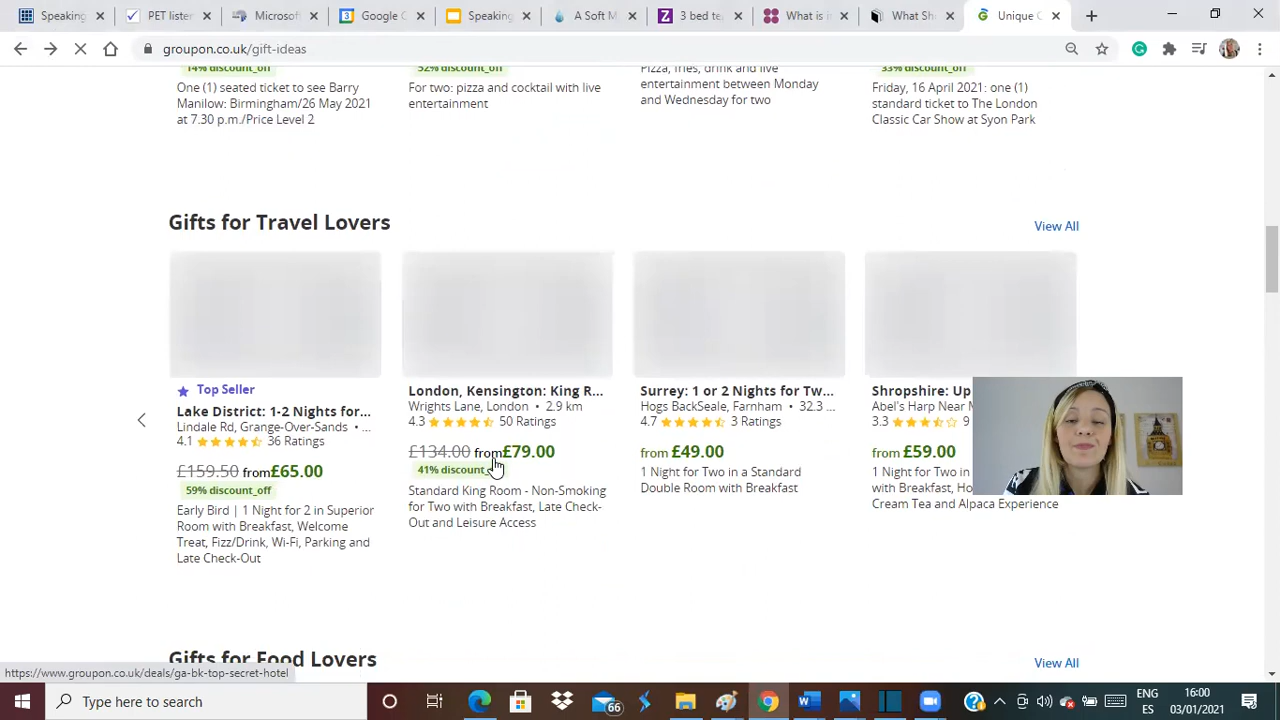 Speaking
PET list
Microsof
Google C
Speaking
A Soft M
3 bed te
What is i
What Sh
Unique C
groupon.co.uk/gift-ideas
14% discount_off
One (1) seated ticket to see Barry
Manilow: Birmingham/26 May 2021
at 7.30 p.m./Price Level 2
52% discount_off
For two: pizza and cocktail with live
entertainment
Pizza, fries, drink and live
entertainment between Monday
and Wednesday for two
33% discount_off
Friday, 16 April 2021: one (1)
standard ticket to The London
Classic Car Show at Syon Park
Gifts for Travel Lovers
View All
Top Seller
Lake District: 1-2 Nights for...
Lindale Rd, Grange-Over-Sands • ...
4.1 36 Ratings
£159.50 from £65.00
59% discount_off
Early Bird | 1 Night for 2 in Superior
Room with Breakfast, Welcome
Treat, Fizz/Drink, Wi-Fi, Parking and
Late Check-Out
London, Kensington: King R...
Wrights Lane, London • 2.9 km
4.3 50 Ratings
£134.00 from £79.00
41% discount
Standard King Room - Non-Smoking
for Two with Breakfast, Late Check-
Out and Leisure Access
Surrey: 1 or 2 Nights for Tw...
Hogs BackSeale, Farnham • 32.3 ...
4.7 3 Ratings
from £49.00
1 Night for Two in a Standard
Double Room with Breakfast
Shropshire: Up
Abel's Harp Near M
3.3 9
from £59.00
1 Night for Two in
with Breakfast, Ho
Cream Tea and Alpaca Experience
Gifts for Food Lovers
View All
https://www.groupon.co.uk/deals/ga-bk-top-secret-hotel
Type here to search
66
ENG
ES
16:00
03/01/2021